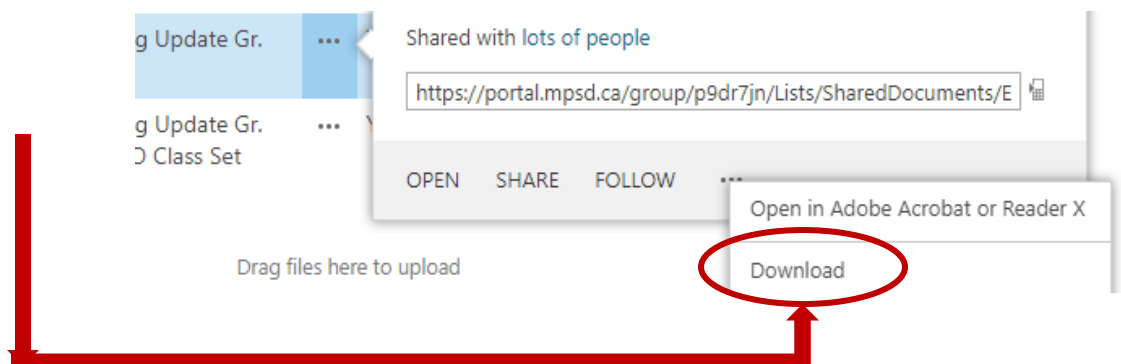 g Update Gr. ...
Shared with lots of people
https://portal.mpsd.ca/group/p9dr7jn/Lists/SharedDocuments/E
g Update Gr. ...
Class Set
OPEN SHARE FOLLOW ...
Open in Adobe Acrobat or Reader X
Drag files here to upload
Download